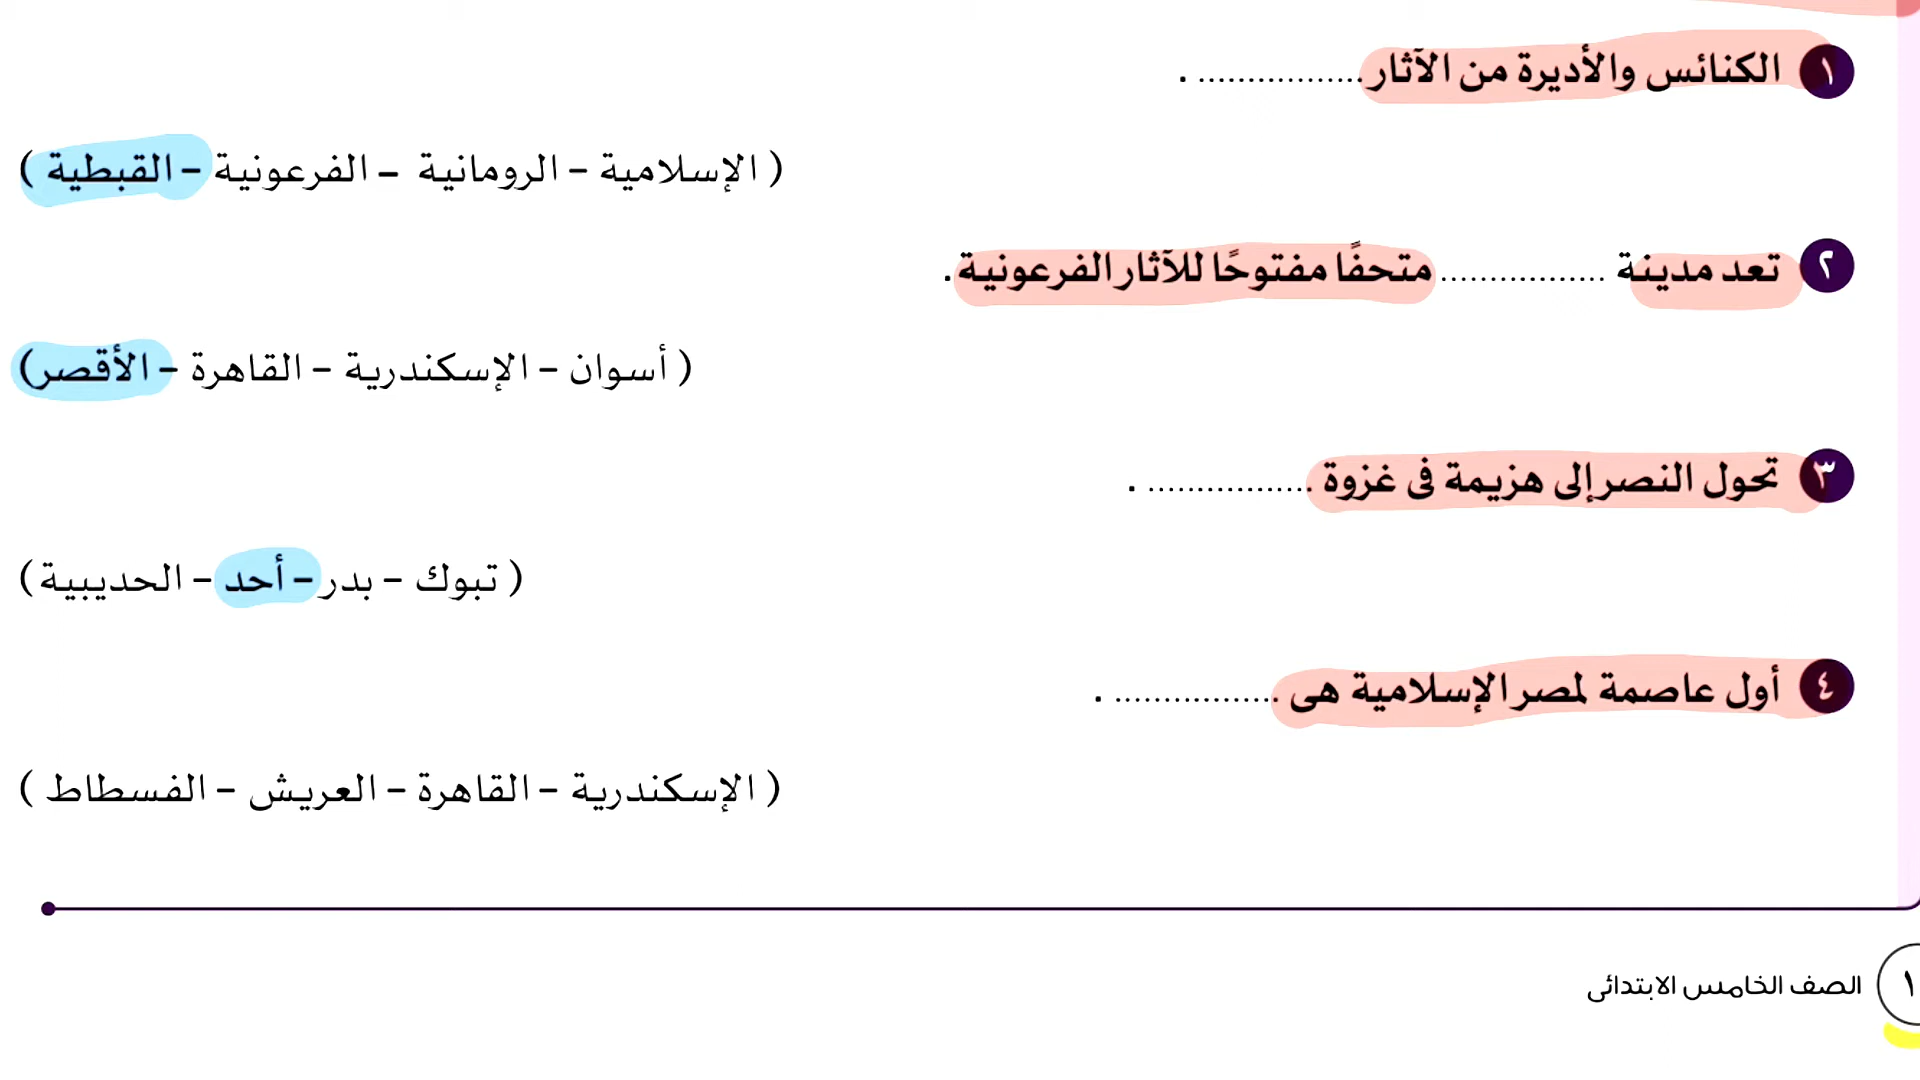 ١ الكنائس والأديرة من الآثار ................ .
( الإسلامية - الرومانية - الفرعونية - القبطية )
٢ تعد مدينة ................ متحفًا مفتوحًا للآثار الفرعونية .
( أسوان - الإسكندرية - القاهرة - الأقصر )
٣ تحول النصر إلى هزيمة فى غزوة ................ .
( تبوك - بدر - أحد - الحديبية )
٤ أول عاصمة لمصر الإسلامية هى ................ .
( الإسكندرية - القاهرة - العريش - الفسطاط )
١ الصف الخامس الابتدائى